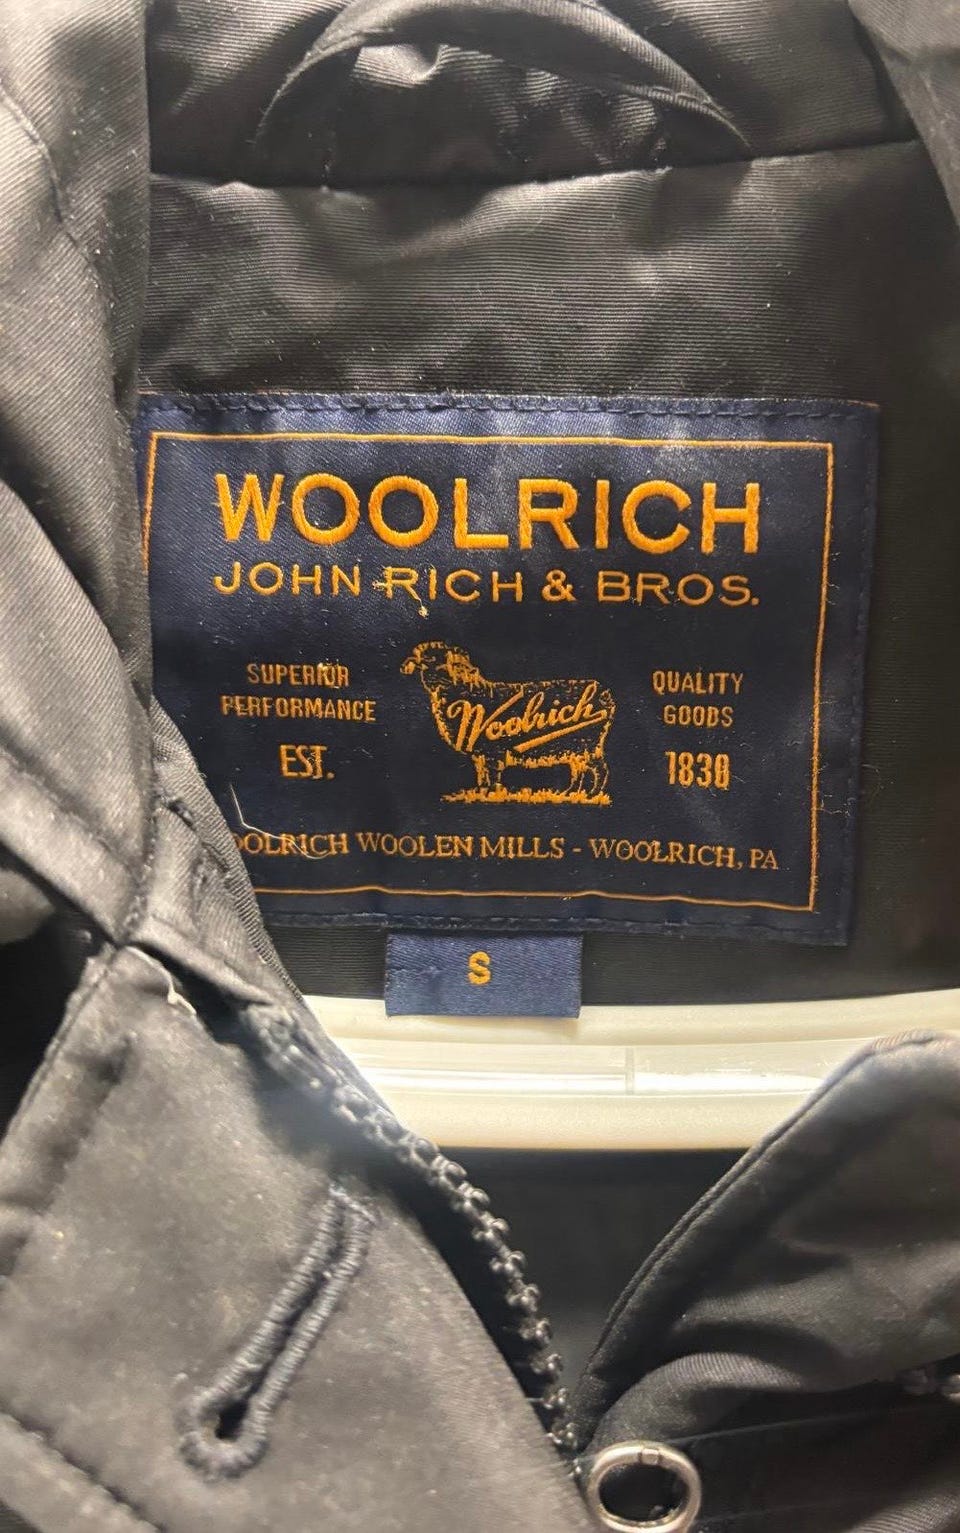 WOOLRICH
JOHN RICH & BROS.
SUPERIOR
PERFORMANCE
EST.
Woolrich
QUALITY
GOODS
1830
OOLRICH WOOLEN MILLS - WOOLRICH, PA
S